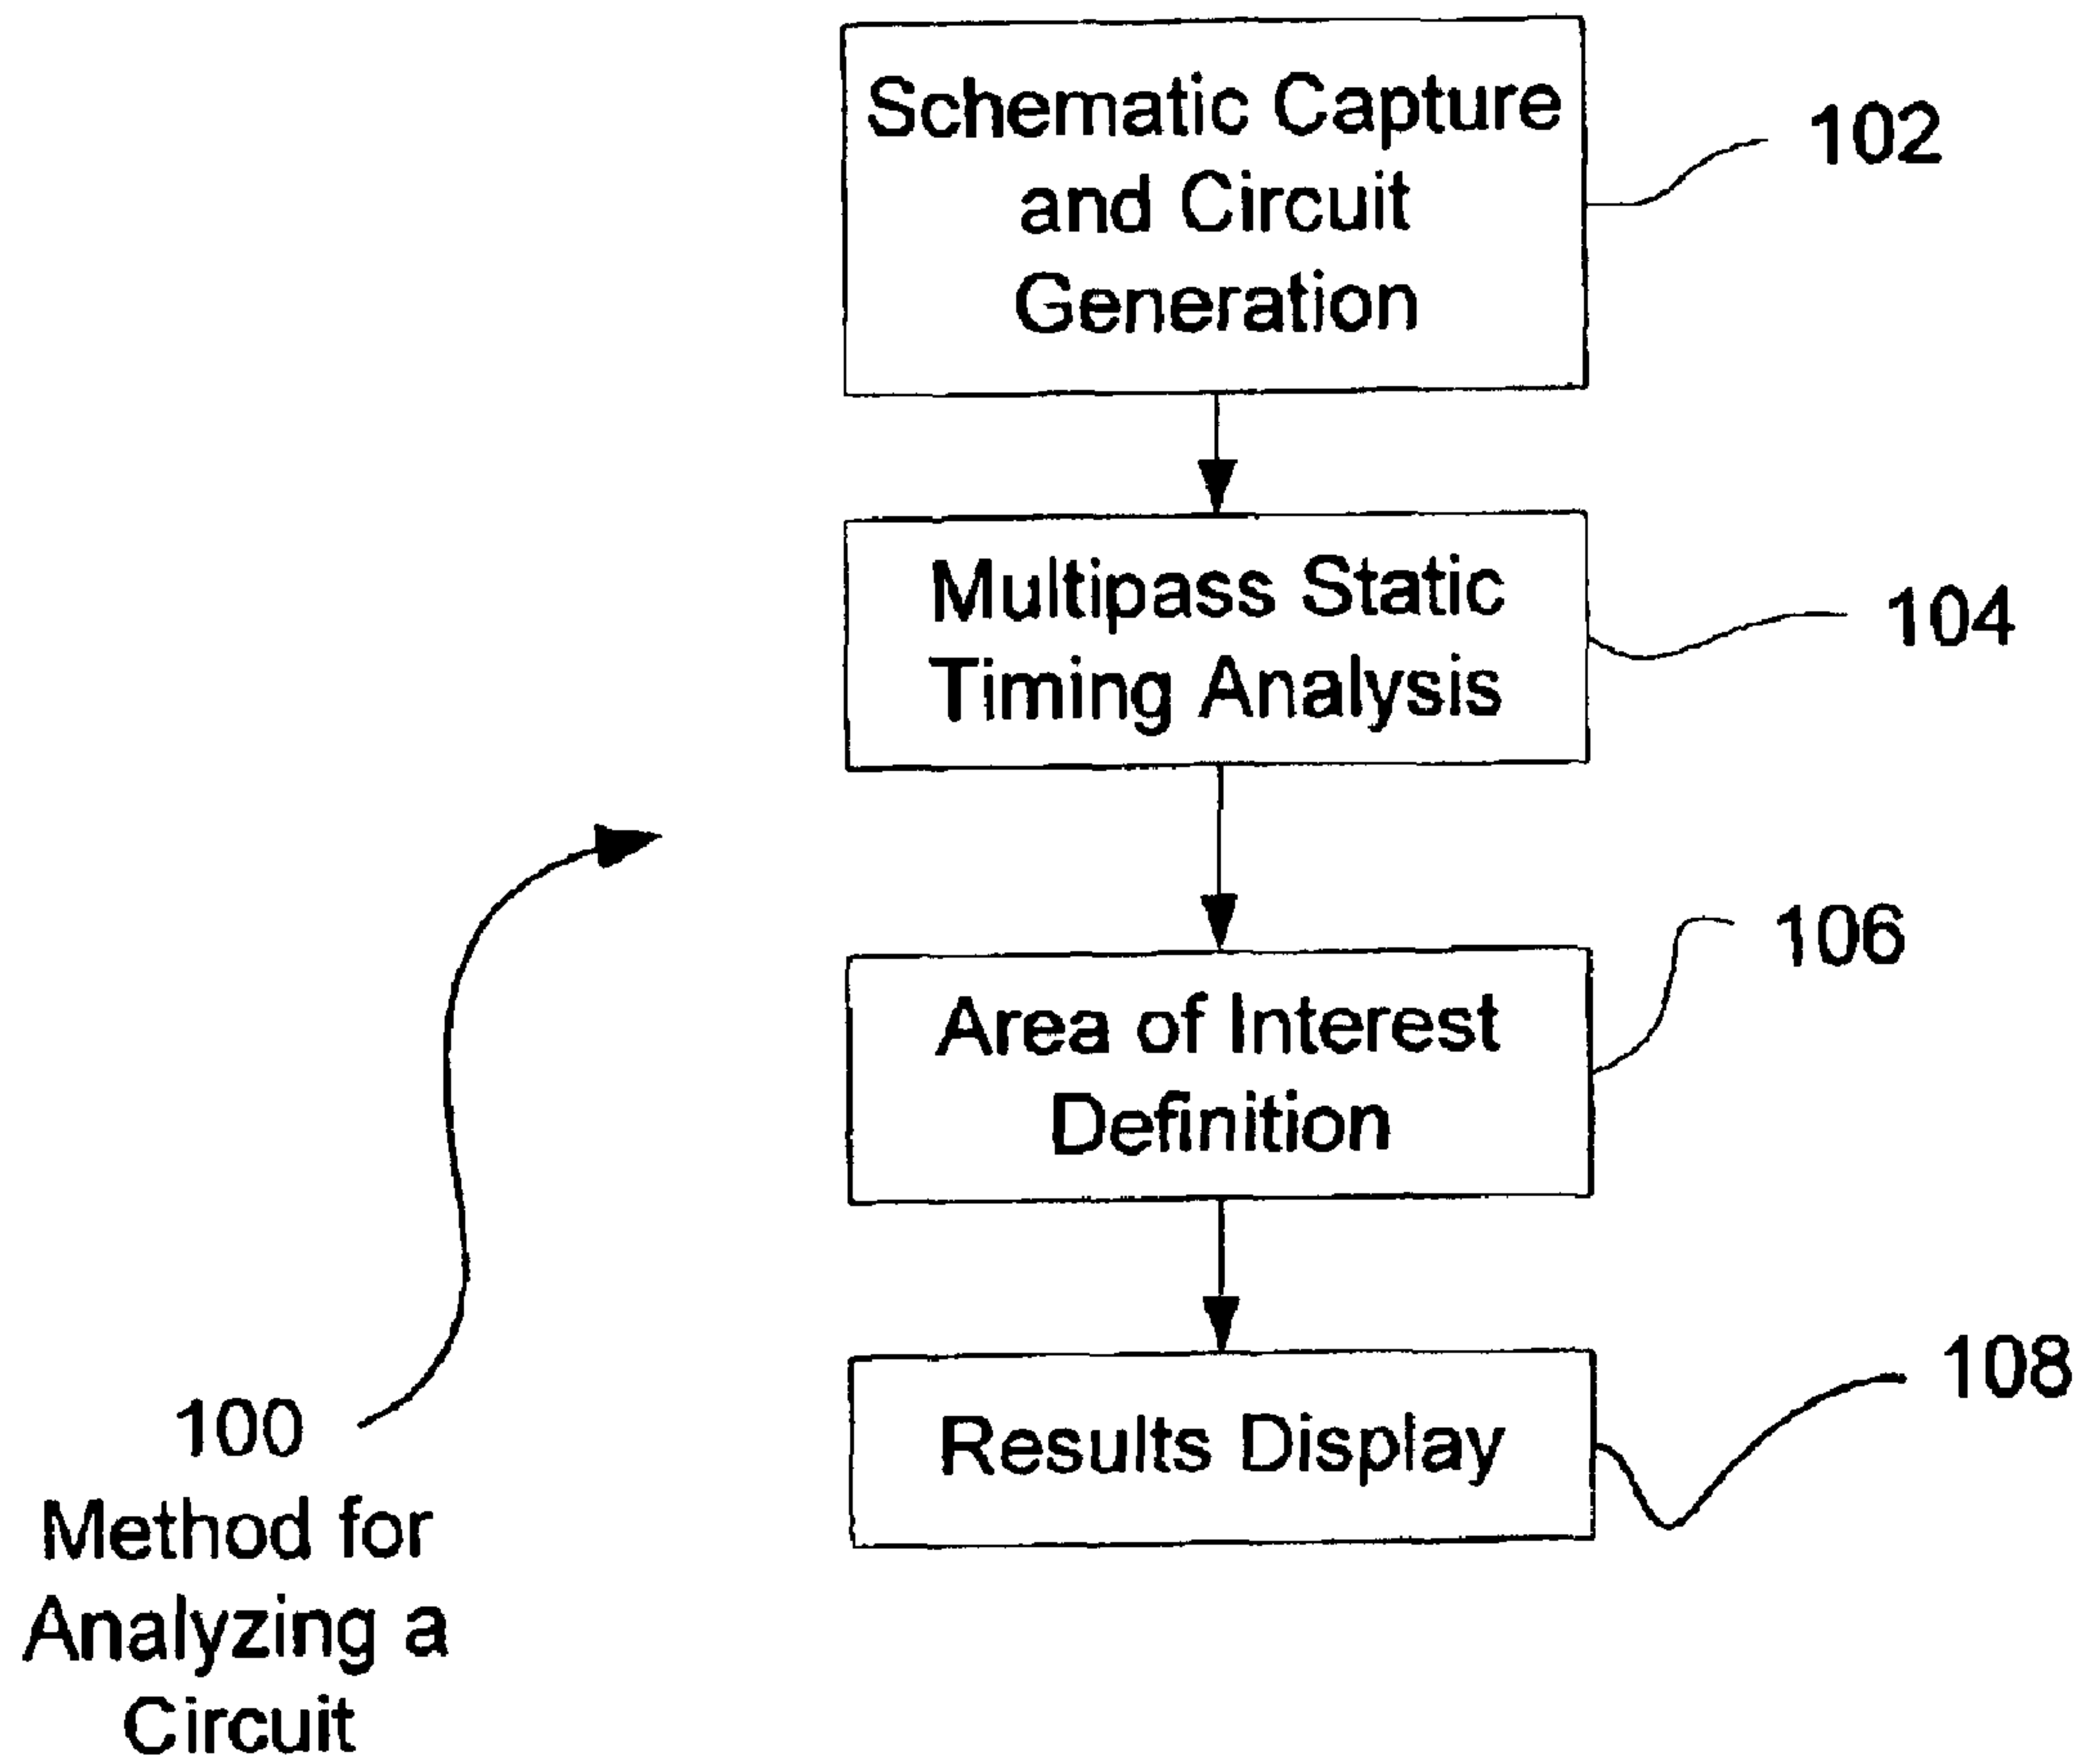 Schematic Capture
and Circuit
Generation
102
Multipass Static
Timing Analysis
104
Area of Interest
Definition
106
Results Display
108
100
Method for
Analyzing a
Circuit